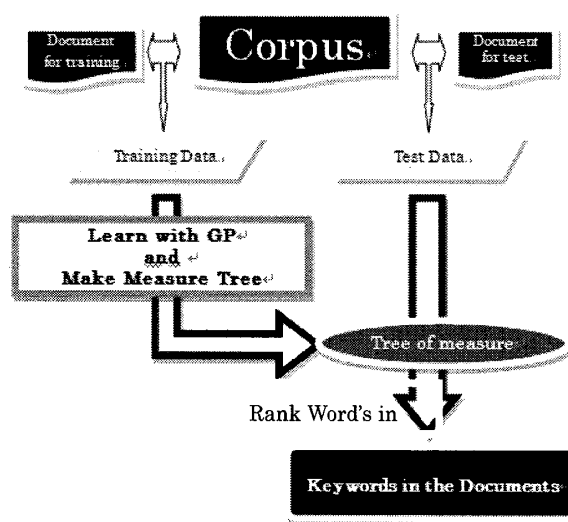 Document
for training
Corpus
Document
for test
Training Data
Test Data
Learn with GP
and
Make Measure Tree
Tree of measure
Rank Word's in
Keywords in the Documents